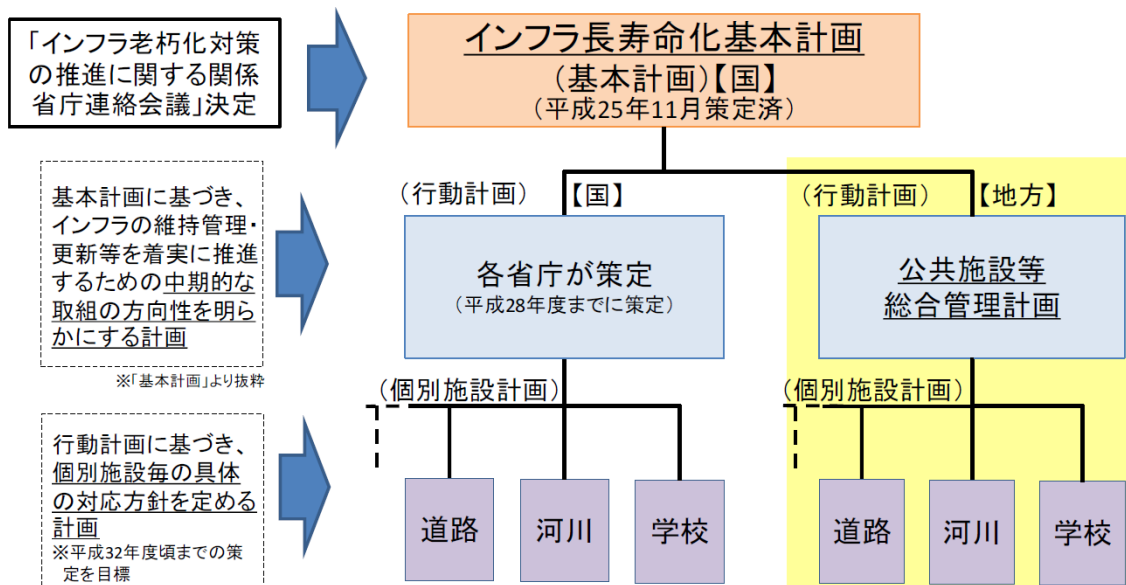 「インフラ老朽化対策
の推進に関する関係
省庁連絡会議」決定
インフラ長寿命化基本計画
(基本計画)【国】
(平成25年11月策定済)
基本計画に基づき、
インフラの維持管理・
更新等を着実に推進
するための中期的な
取組の方向性を明ら
かにする計画
※「基本計画」より抜粋
(行動計画) 【国】
各省庁が策定
(平成28年度までに策定)
(行動計画) 【地方】
公共施設等
総合管理計画
行動計画に基づき、
個別施設毎の具体
の対応方針を定める
計画
※平成32年度頃までの策
定を目標
(個別施設計画)
道路 河川 学校
(個別施設計画)
道路 河川 学校